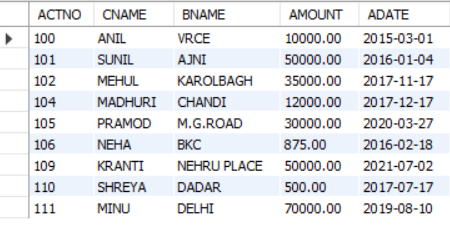 ACTNO CNAME BNAME AMOUNT ADATE
100 ANIL VRCE 10000.00 2015-03-01
101 SUNIL AJNI 50000.00 2016-01-04
102 MEHUL KAROLBAGH 35000.00 2017-11-17
104 MADHURI CHANDI 12000.00 2017-12-17
105 PRAMOD M.G.ROAD 30000.00 2020-03-27
106 NEHA BKC 875.00 2016-02-18
109 KRANTI NEHRU PLACE 50000.00 2021-07-02
110 SHREYA DADAR 500.00 2017-07-17
111 MINU DELHI 70000.00 2019-08-10